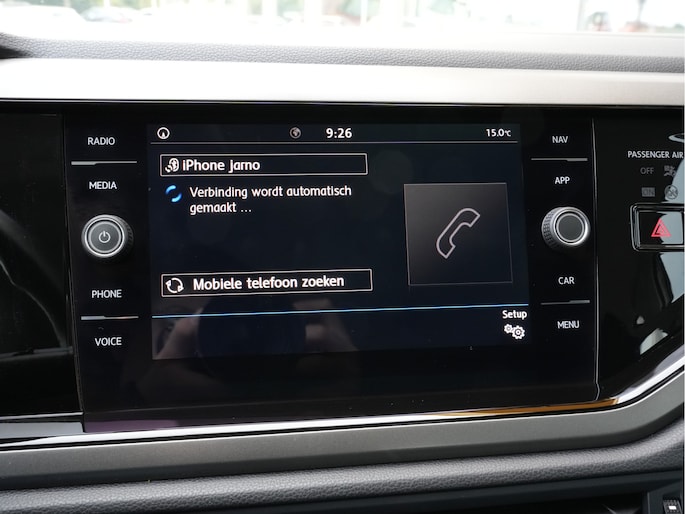 RADIO
MEDIA
PHONE
VOICE
9:26
15.0°C
iPhone jarno
Verbinding wordt automatisch
gemaakt ...
Mobiele telefoon zoeken
Setup
NAV
APP
CAR
MENU
PASSENGER AIR
OFF